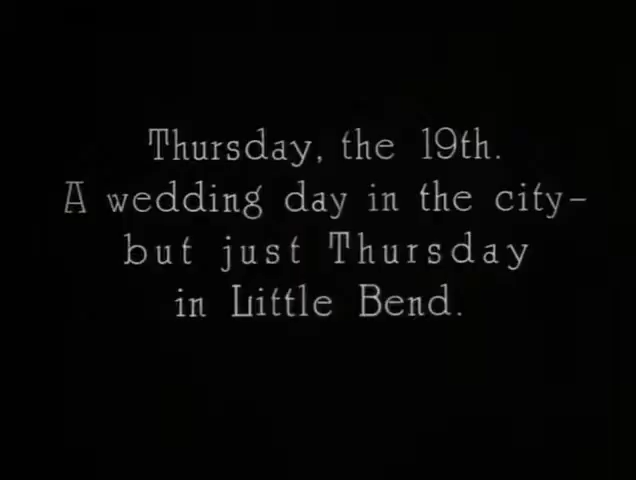 Thursday, the 19th.
A wedding day in the city-
but just Thursday
in Little Bend.